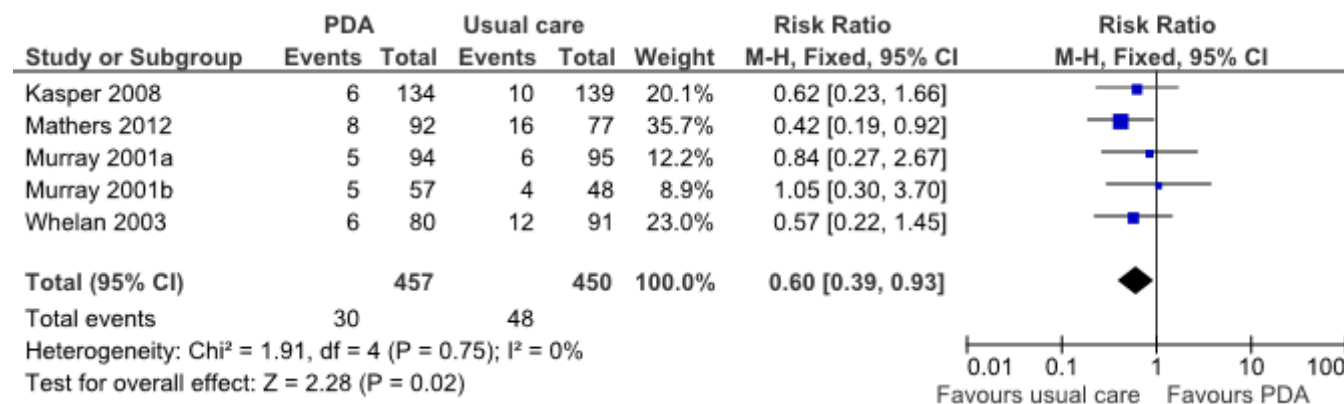 PDA Usual care Risk Ratio Risk Ratio
Study or Subgroup Events Total Events Total Weight M-H, Fixed, 95% CI M-H, Fixed, 95% CI
Kasper 2008 6 134 10 139 20.1% 0.62 [0.23, 1.66]
Mathers 2012 8 92 16 77 35.7% 0.42 [0.19, 0.92]
Murray 2001a 5 94 6 95 12.2% 0.84 [0.27, 2.67]
Murray 2001b 5 57 4 48 8.9% 1.05 [0.30, 3.70]
Whelan 2003 6 80 12 91 23.0% 0.57 [0.22, 1.45]
Total (95% CI) 457 450 100.0% 0.60 [0.39, 0.93]
Total events 30 48
Heterogeneity: Chi² = 1.91, df = 4 (P = 0.75); I² = 0%
Test for overall effect: Z = 2.28 (P = 0.02)
0.01 0.1 1 10 100
Favours usual care Favours PDA